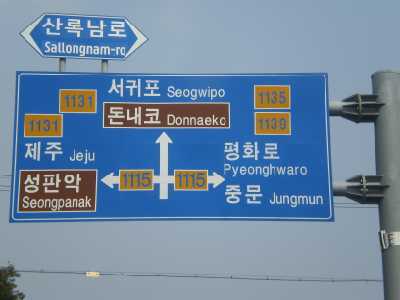 산록남로
Sallongnam-ro
서귀포 Seogwipo
돈내코 Donnaeko
1131
1131
제주 Jeju
성판악
Seongpanak
1115
1115
1135
1139
평화로
Pyeonghwaro
중문 Jungmun